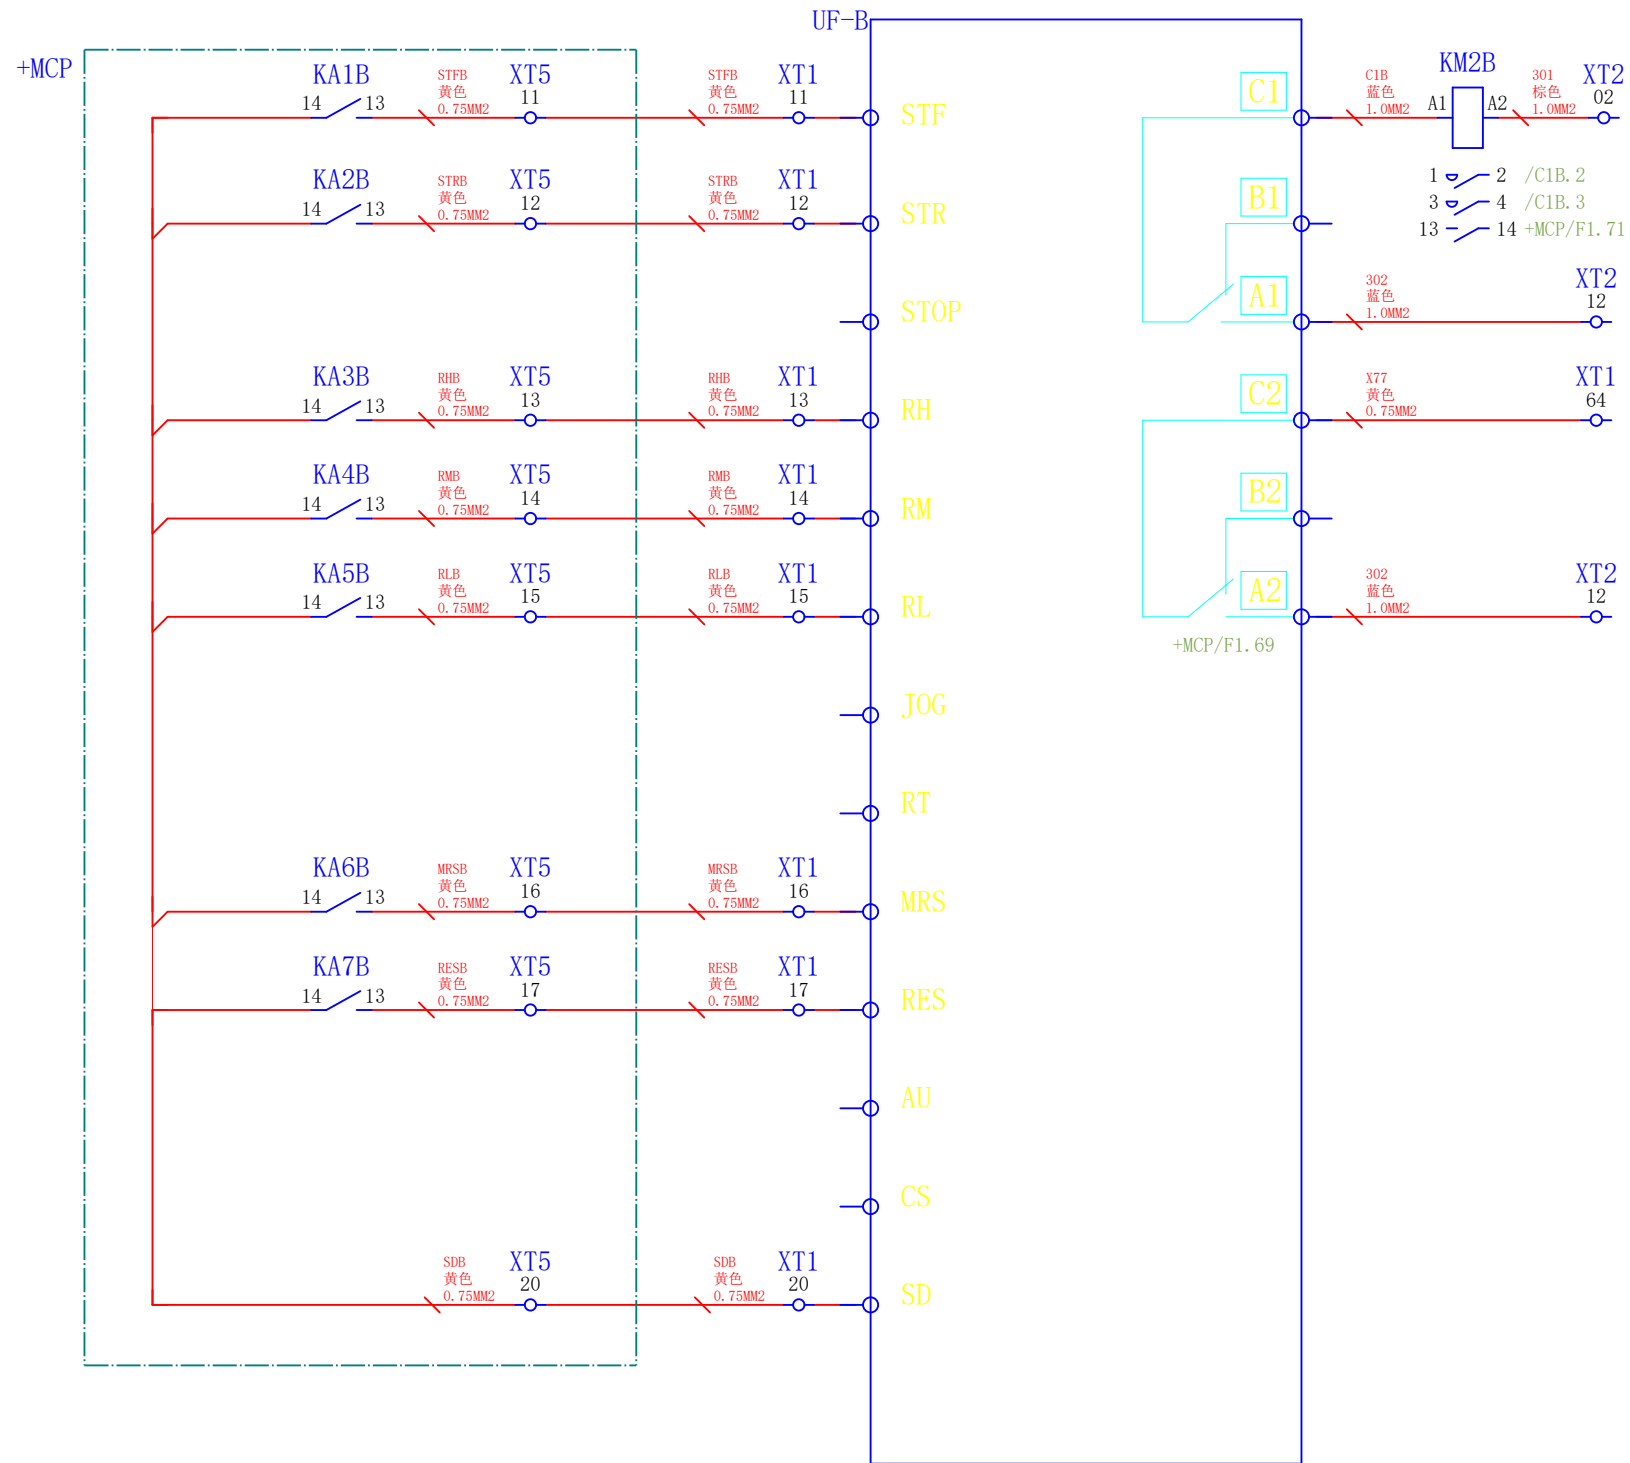 UF-B
+MCP
KA1B
14 13
STFB
黄色
0.75MM2
XT5
11
STFB
黄色
0.75MM2
XT1
11
STF
C1
C1B
蓝色
1.0MM2
KM2B
A1 A2
301
棕色
1.0MM2
XT2
02
1 2 /C1B.2
3 4 /C1B.3
13 14 +MCP/F1.71
KA2B
14 13
STRB
黄色
0.75MM2
XT5
12
STRB
黄色
0.75MM2
XT1
12
STR
B1
STOP
A1
302
蓝色
1.0MM2
XT2
12
KA3B
14 13
RHB
黄色
0.75MM2
XT5
13
RHB
黄色
0.75MM2
XT1
13
RH
C2
X77
黄色
0.75MM2
XT1
64
KA4B
14 13
RMB
黄色
0.75MM2
XT5
14
RMB
黄色
0.75MM2
XT1
14
RM
B2
KA5B
14 13
RLB
黄色
0.75MM2
XT5
15
RLB
黄色
0.75MM2
XT1
15
RL
A2
302
蓝色
1.0MM2
XT2
12
+MCP/F1.69
JOG
RT
KA6B
14 13
MRSB
黄色
0.75MM2
XT5
16
MRSB
黄色
0.75MM2
XT1
16
MRS
KA7B
14 13
RESB
黄色
0.75MM2
XT5
17
RESB
黄色
0.75MM2
XT1
17
RES
AU
CS
SDB
黄色
0.75MM2
XT5
20
SDB
黄色
0.75MM2
XT1
20
SD